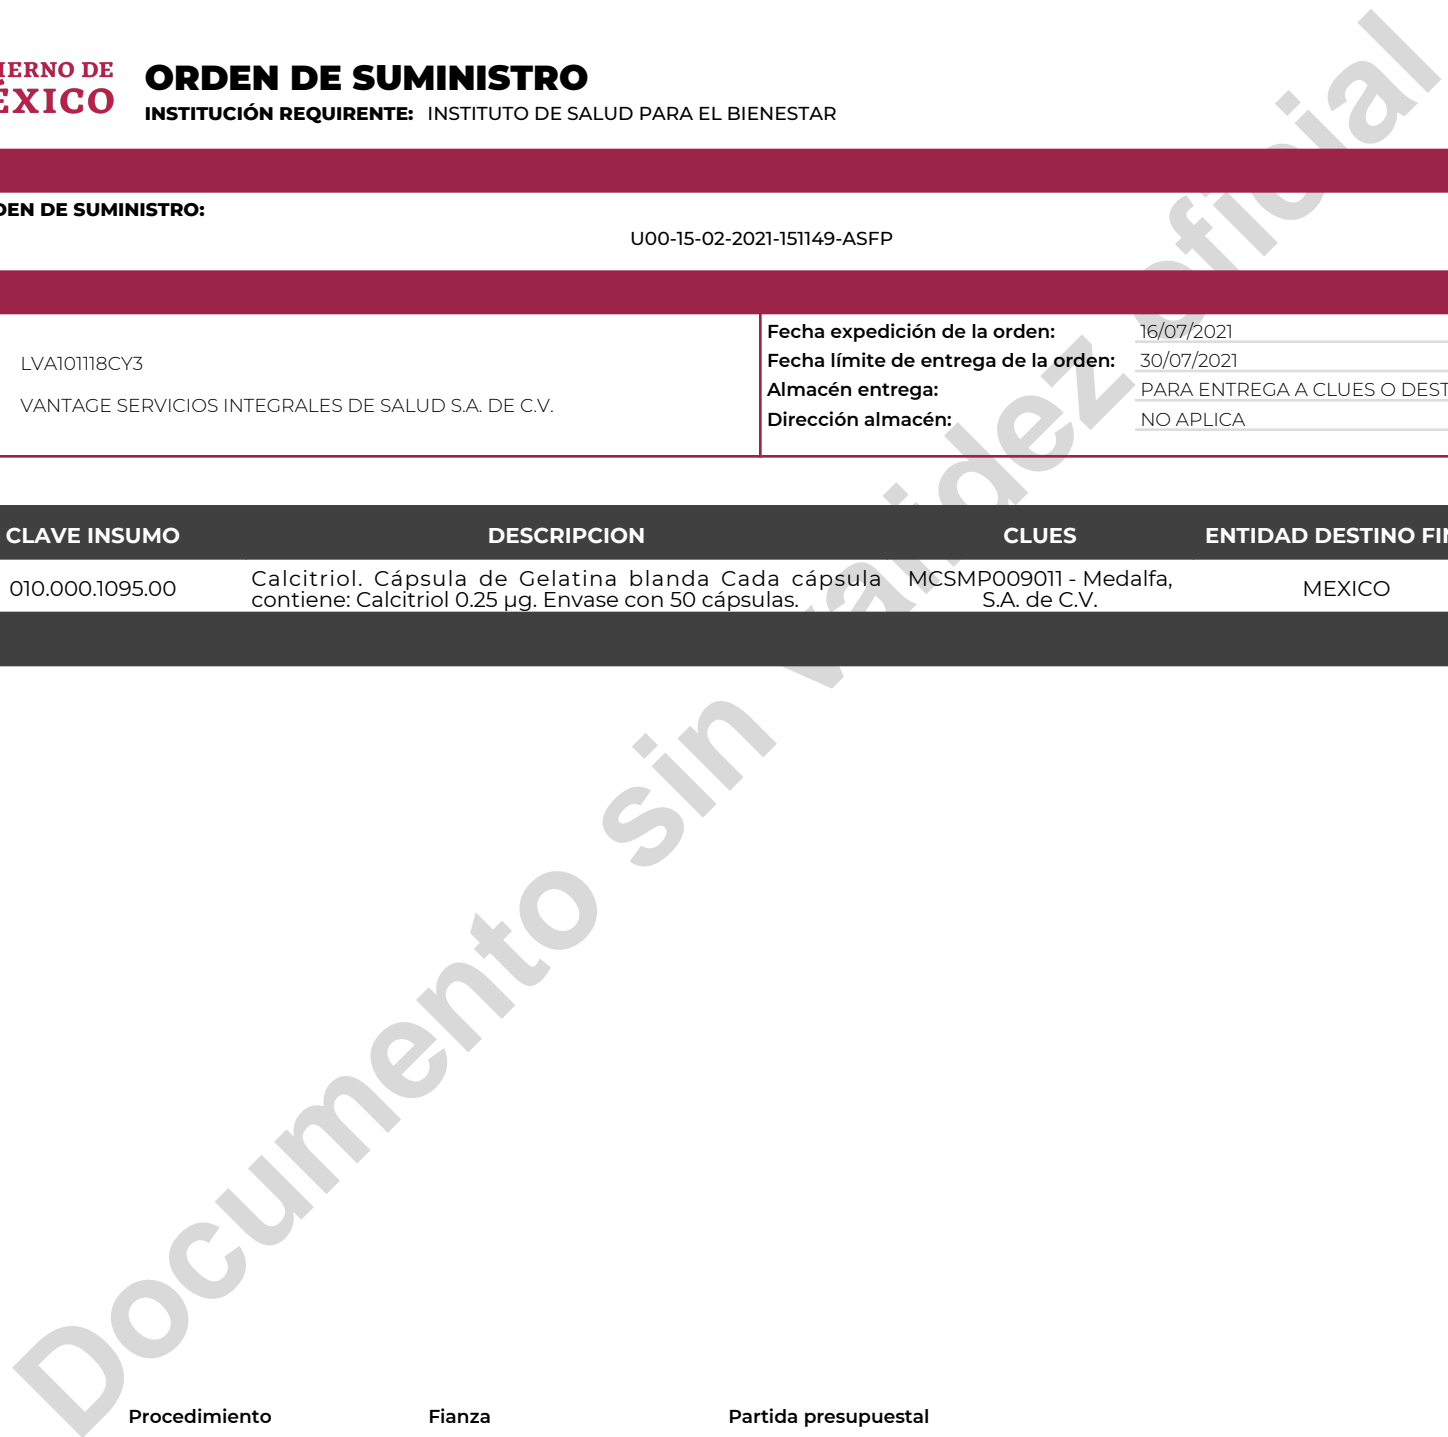 IERNO DE
ÉXICO
ORDEN DE SUMINISTRO
INSTITUCIÓN REQUIRENTE: INSTITUTO DE SALUD PARA EL BIENESTAR
DEN DE SUMINISTRO:
U00-15-02-2021-151149-ASFP
LVA101118CY3
VANTAGE SERVICIOS INTEGRALES DE SALUD S.A. DE C.V.
Fecha expedición de la orden: 16/07/2021
Fecha límite de entrega de la orden: 30/07/2021
Almacén entrega: PARA ENTREGA A CLUES O DEST
Dirección almacén: NO APLICA
CLAVE INSUMO DESCRIPCION CLUES ENTIDAD DESTINO FIN
010.000.1095.00
Calcitriol. Cápsula de Gelatina blanda Cada cápsula
contiene: Calcitriol 0.25 µg. Envase con 50 cápsulas.
MCSMP009011 - Medalfa,
S.A. de C.V.
MEXICO
Documento sin validez oficial
Procedimiento Fianza Partida presupuestal